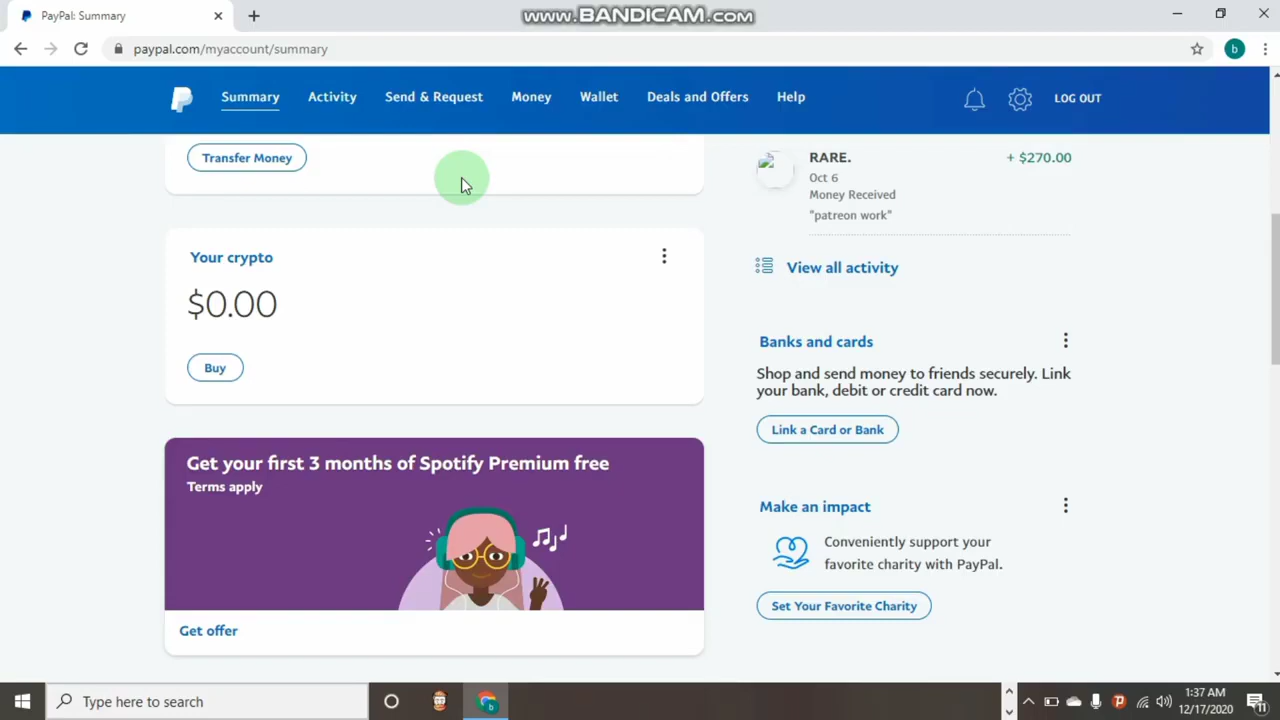 PayPal: Summary
www.BANDICAM.com
paypal.com/myaccount/summary
b
Summary
Activity
Send & Request
Money
Wallet
Deals and Offers
Help
LOG OUT
Transfer Money
Your crypto
$0.00
Buy
Get your first 3 months of Spotify Premium free
Terms apply
Get offer
RARE.
+ $270.00
Oct 6
Money Received
"patreon work"
View all activity
Banks and cards
Shop and send money to friends securely. Link
your bank, debit or credit card now.
Link a Card or Bank
Make an impact
Conveniently support your
favorite charity with PayPal.
Set Your Favorite Charity
Type here to search
b
1:37 AM
12/17/2020
11